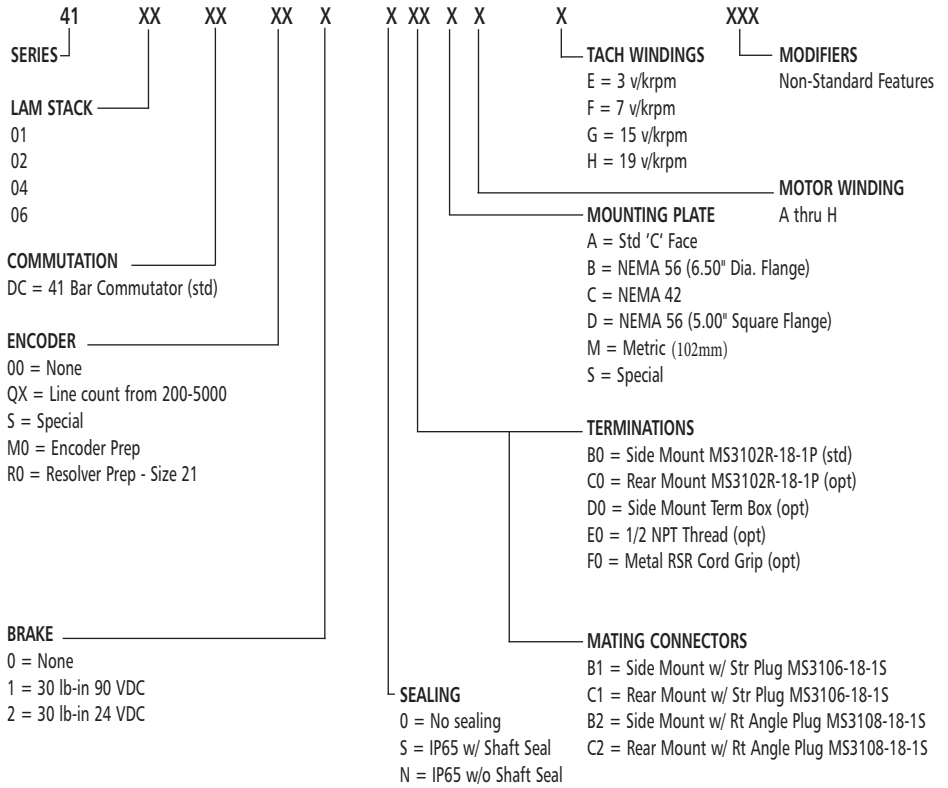 41 XX XX XX X X XX X X X XXX
SERIES
LAM STACK
01
02
04
06
COMMUTATION
DC = 41 Bar Commutator (std)
ENCODER
00 = None
QX = Line count from 200-5000
S = Special
M0 = Encoder Prep
R0 = Resolver Prep - Size 21
BRAKE
0 = None
1 = 30 lb-in 90 VDC
2 = 30 lb-in 24 VDC
SEALING
0 = No sealing
S = IP65 w/ Shaft Seal
N = IP65 w/o Shaft Seal
TACH WINDINGS
E = 3 v/krpm
F = 7 v/krpm
G = 15 v/krpm
H = 19 v/krpm
MODIFIERS
Non-Standard Features
MOTOR WINDING
A thru H
MOUNTING PLATE
A = Std 'C' Face
B = NEMA 56 (6.50" Dia. Flange)
C = NEMA 42
D = NEMA 56 (5.00" Square Flange)
M = Metric (102mm)
S = Special
TERMINATIONS
B0 = Side Mount MS3102R-18-1P (std)
C0 = Rear Mount MS3102R-18-1P (opt)
D0 = Side Mount Term Box (opt)
E0 = 1/2 NPT Thread (opt)
F0 = Metal RSR Cord Grip (opt)
MATING CONNECTORS
B1 = Side Mount w/ Str Plug MS3106-18-1S
C1 = Rear Mount w/ Str Plug MS3106-18-1S
B2 = Side Mount w/ Rt Angle Plug MS3108-18-1S
C2 = Rear Mount w/ Rt Angle Plug MS3108-18-1S